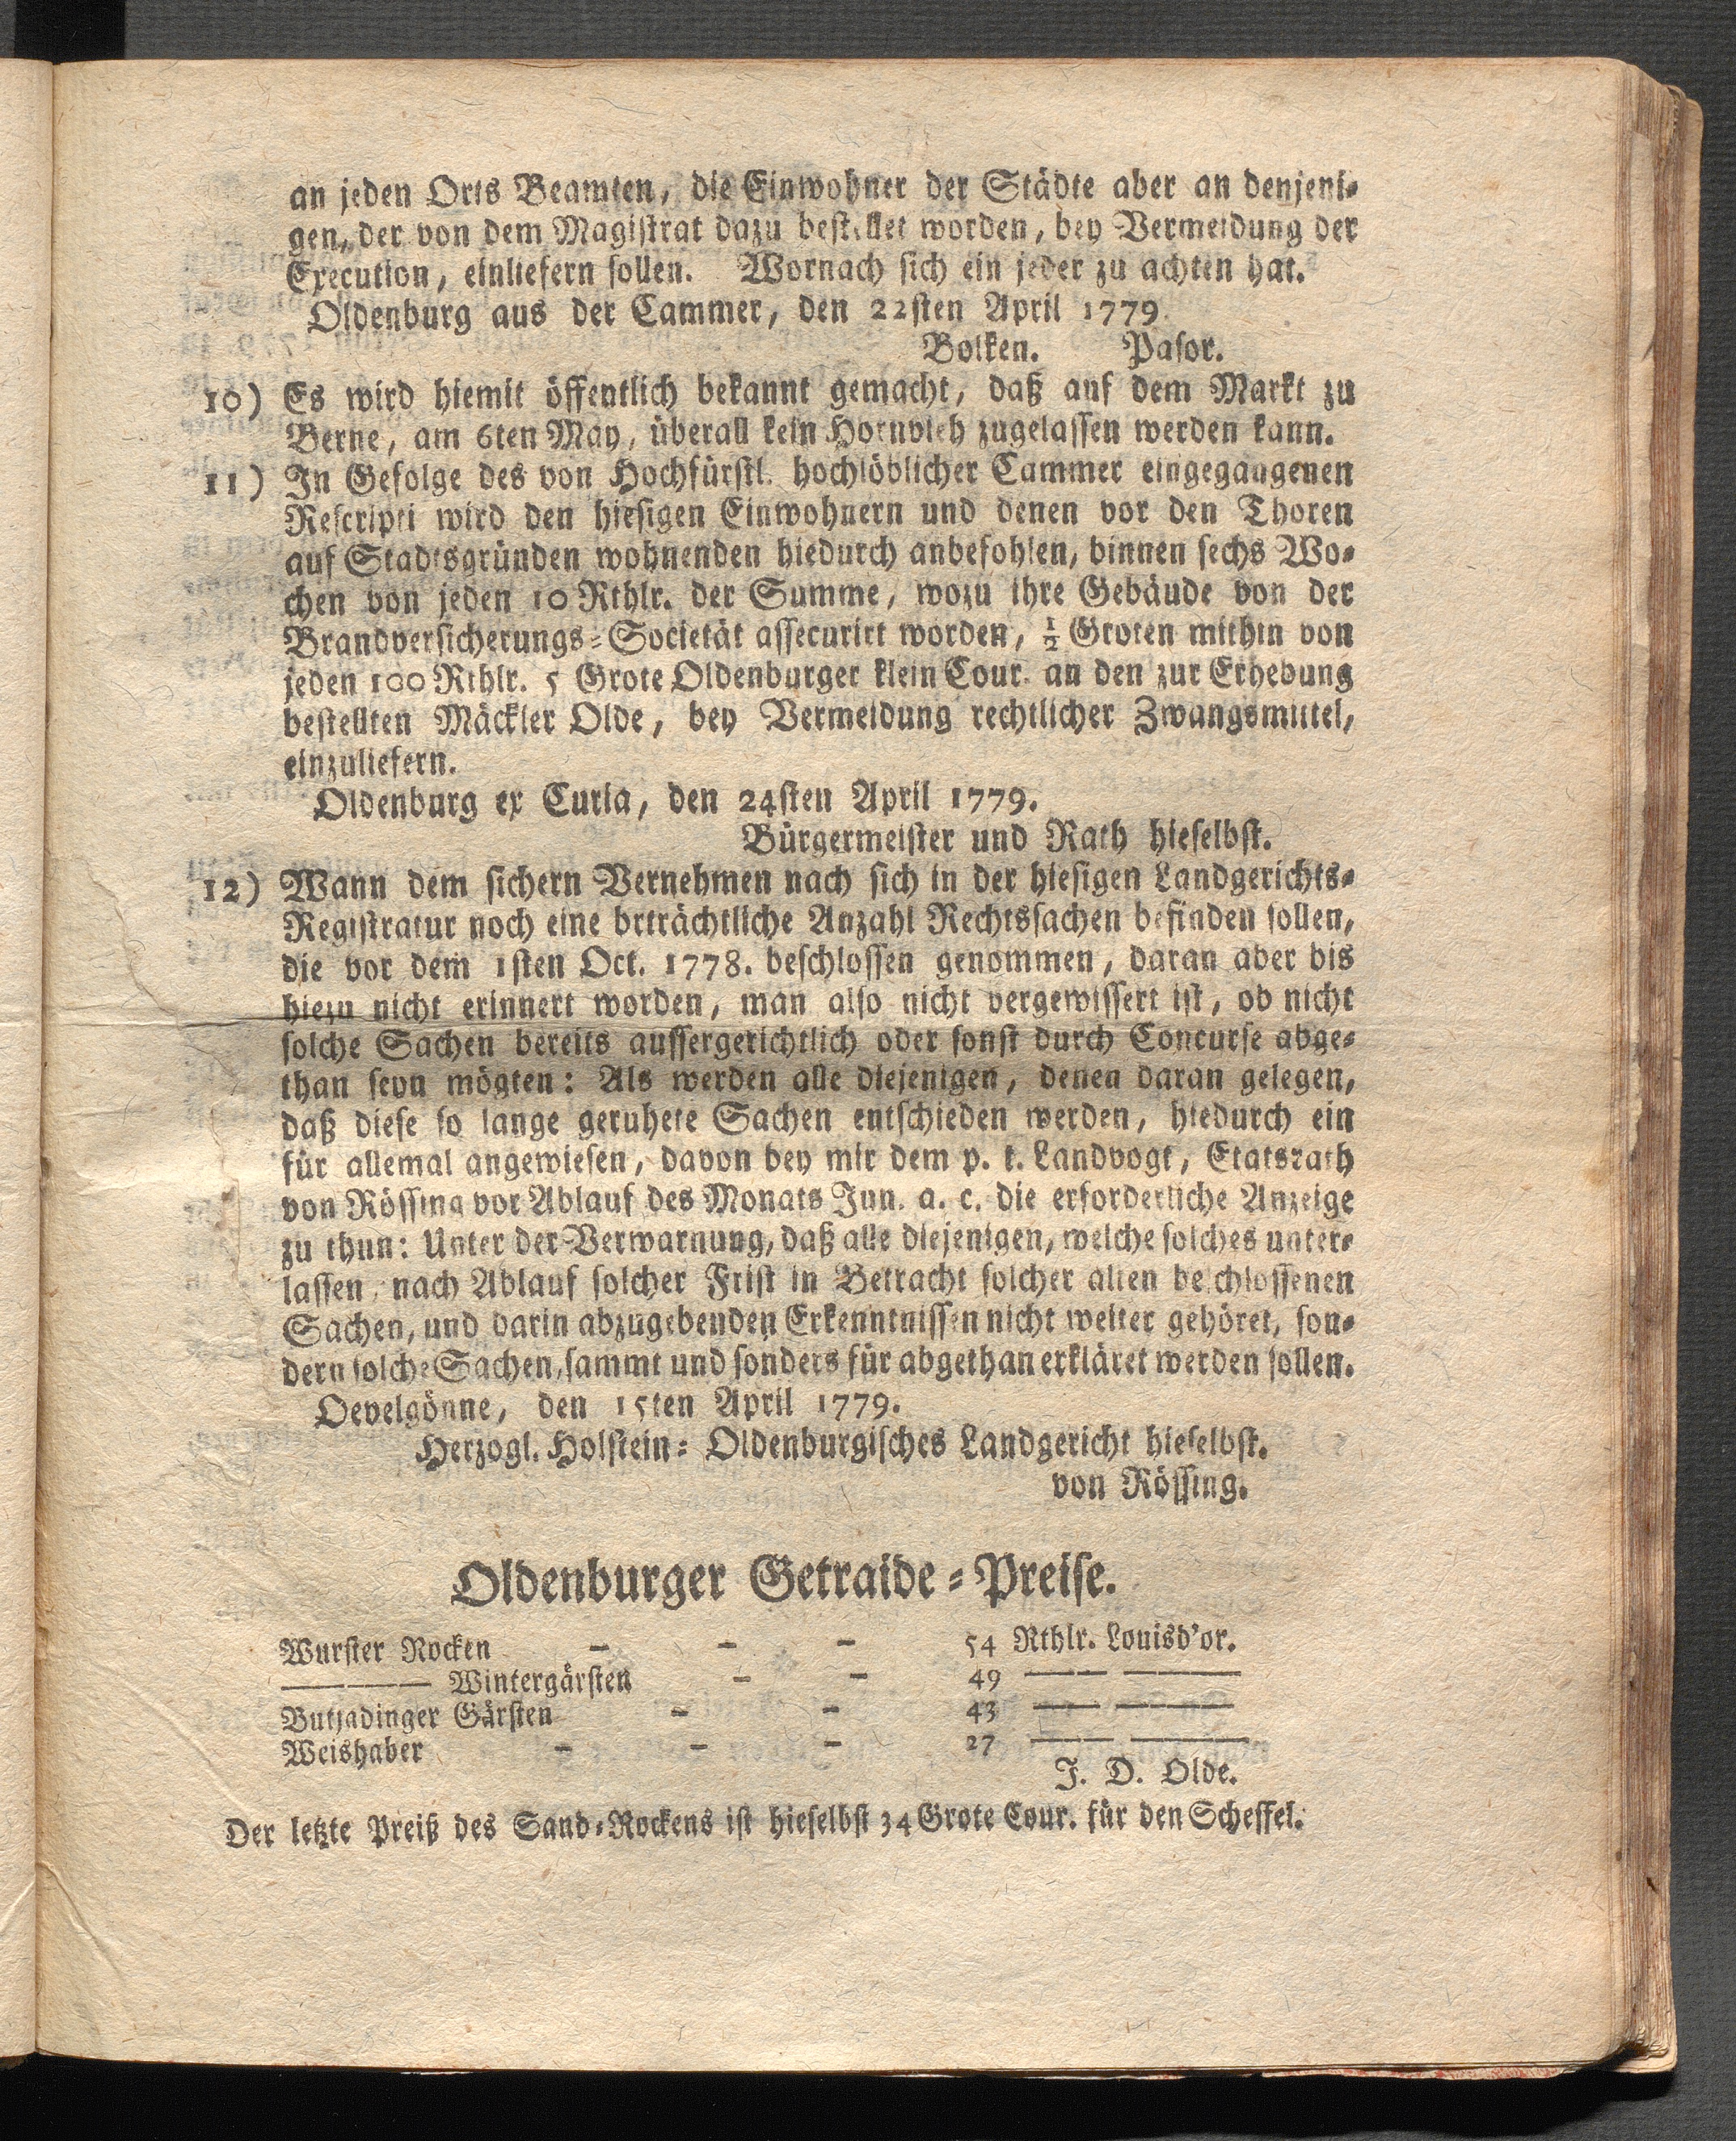 an jeden Orts Beamten, die Einwohner der Städte aber an denjeni-
gen, der von dem Magistrat dazu bestellet worden, bey Vermeidung der
Execution, einliefern sollen. Wornach sich ein jeder zu achten hat.
Oldenburg aus der Cammer, den 22sten April 1779.
Bolken. Pasor.
10) Es wird hiemit öffentlich bekannt gemacht, daß auf dem Markt zu
Berne, am 6ten May, überall kein Hornvieh zugelassen werden kann.
11) In Gefolge des von Hochfürstl. hochlöblicher Cammer eingegangenen
Rescripti wird den hiesigen Einwohnern und denen vor den Thoren
auf Stadtsgründen wohnenden hiedurch anbefohlen, binnen sechs Wo-
chen von jeden 10 Rthlr. der Summe, wozu ihre Gebäude von der
Brandversicherungs-Societät assecurirt worden, ½ Groten mithin von
jeden 100 Rthlr. 5 Grote Oldenburger klein Cour. an den zur Erhebung
bestellten Mäckler Olde, bey Vermeidung rechtlicher Zwangsmittel,
einzuliefern.
Oldenburg ex Curia, den 24sten April 1779.
Bürgermeister und Rath hieselbst.
12) Wann dem sichern Vernehmen nach sich in der hiesigen Landgerichts-
Registratur noch eine beträchtliche Anzahl Rechtssachen befinden sollen,
die vor dem 1sten Oct. 1778. beschlossen genommen, daran aber bis
hiezu nicht erinnert worden, man also nicht vergewissert ist, ob nicht
solche Sachen bereits aussergerichtlich oder sonst durch Concurse abge-
than seyn mögten: Als werden alle diejenigen, denen daran gelegen,
daß diese so lange geruhete Sachen entschieden werden, hiedurch ein
für allemal angewiesen, davon bey mir dem p. t. Landvogt, Etatsrath
von Rössing vor Ablauf des Monats Jun. a. c. die erforderliche Anzeige
zu thun: Unter der Verwarnung, daß alle diejenigen, welche solches unter-
lassen, nach Ablauf solcher Frist in Betracht solcher alten beschlossenen
Sachen, und darin abzugebenden Erkenntnissen nicht weiter gehöret, son-
dern solche Sachen, sammt und sonders für abgethan erkläret werden sollen.
Oevelgönne, den 15ten April 1779.
Herzogl. Holstein-Oldenburgisches Landgericht hieselbst.
von Rössing.
Oldenburger Getraide-Preise.
Wurster Rocken - - - 54 Rthlr. Louisd'or.
——— Wintergärsten - - 49 —— ——
Butjadinger Gärsten - - 43 —— ——
Weishaber - - - 27 —— ——
J. D. Olde.
Der letzte Preiß des Sand-Rockens ist hieselbst 34 Grote Cour. für den Scheffel.